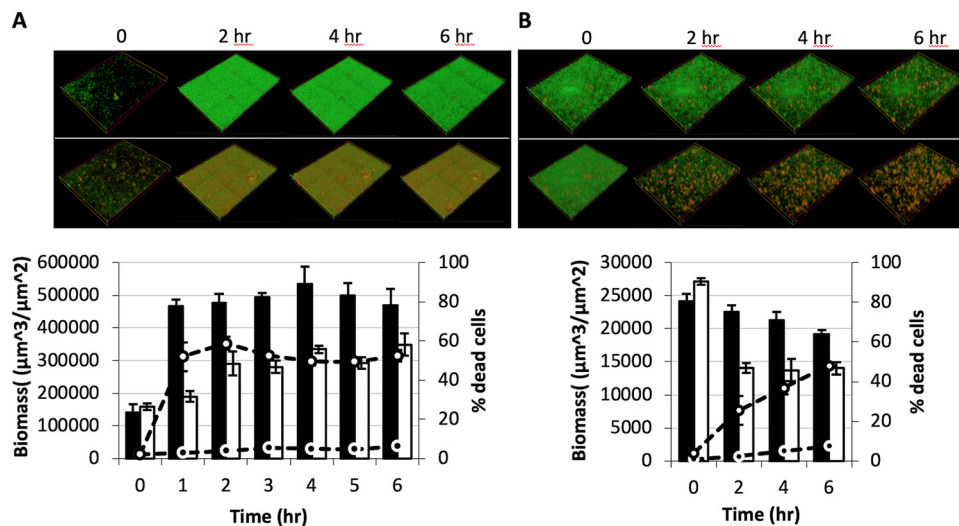 A
0 2 hr 4 hr 6 hr
B
0 2 hr 4 hr 6 hr
Biomass( (µm^3/µm^2)
600000
500000
400000
300000
200000
100000
0
100
80
60
40
20
0
% dead cells
0 1 2 3 4 5 6
Time (hr)
Biomass( (µm^3/µm^2)
30000
25000
20000
15000
10000
5000
0
100
80
60
40
20
0
% dead cells
0 2 4 6
Time (hr)